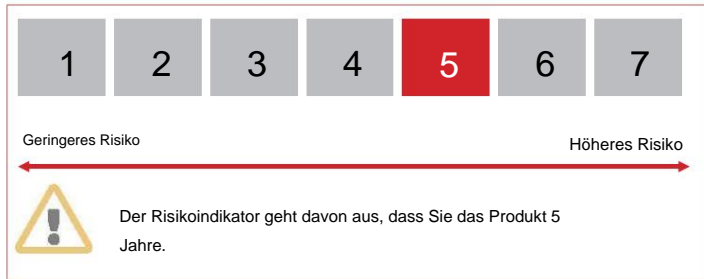 1 2 3 4 5 6 7
Geringeres Risiko Höheres Risiko
Der Risikoindikator geht davon aus, dass Sie das Produkt 5
Jahre.